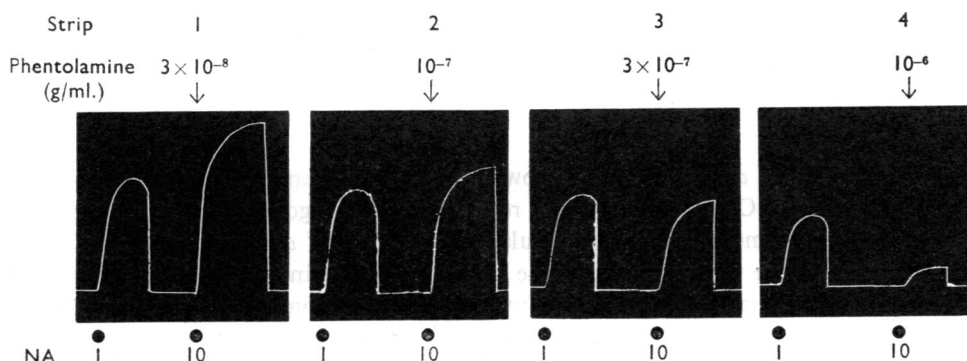 Strip 1 2 3 4
Phentolamine 3 × 10⁻⁸ 10⁻⁷ 3 × 10⁻⁷ 10⁻⁶
(g/ml.)
NA 1 10 1 10 1 10 1 10